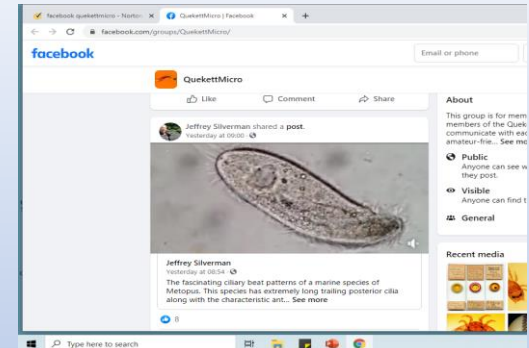 facebook quekettmicro - Norto
QuekettMicro | Facebook
facebook.com/groups/QuekettMicro/
facebook
Email or phone
QuekettMicro
Like Comment Share
Jeffrey Silverman shared a post.
Yesterday at 09:00
Jeffrey Silverman
Yesterday at 08:54
The fascinating ciliary beat patterns of a marine species of
Metopus. This species has extremely long trailing posterior cilia
along with the characteristic ant... See more
8
About
This group is for mem
members of the Quek
communicate with eac
amateur-frie... See mo
Public
Anyone can see w
they post.
Visible
Anyone can find t
General
Recent media
Type here to search